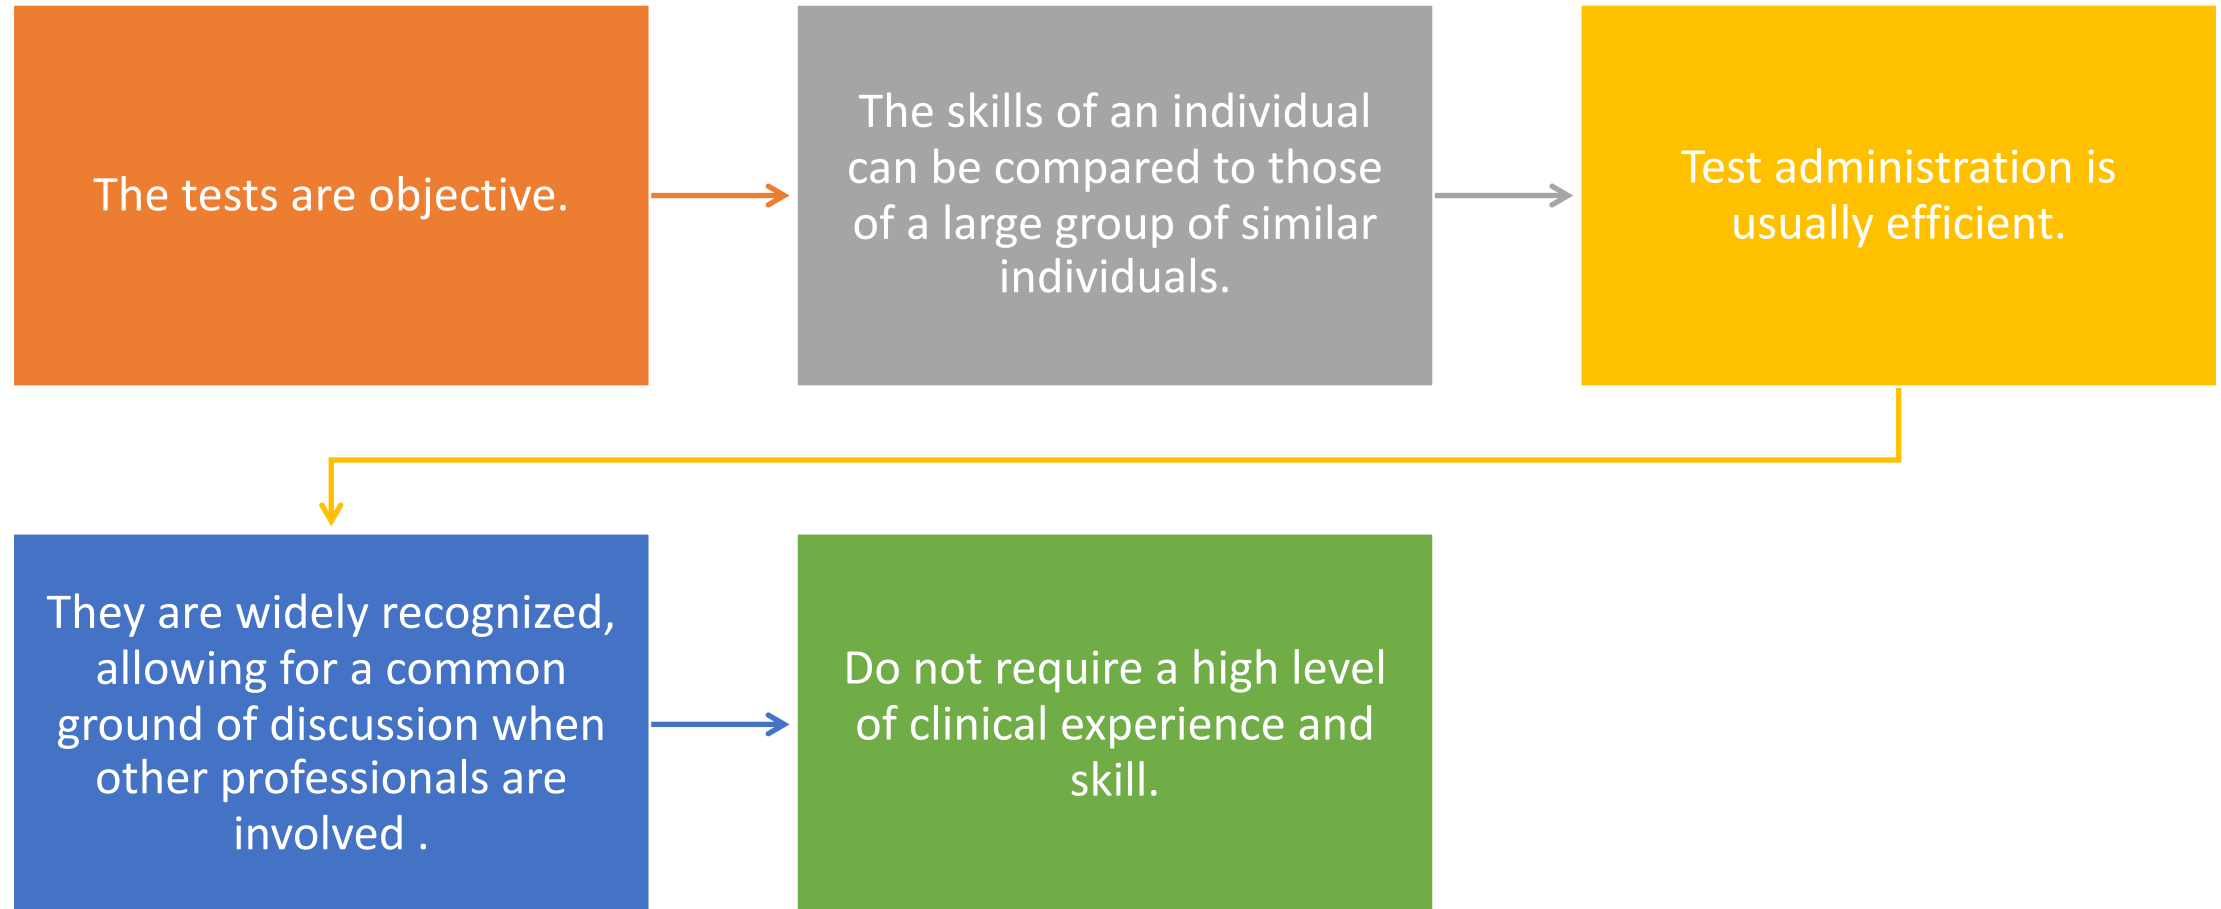 The tests are objective.
The skills of an individual
can be compared to those
of a large group of similar
individuals.
Test administration is
usually efficient.
They are widely recognized,
allowing for a common
ground of discussion when
other professionals are
involved .
Do not require a high level
of clinical experience and
skill.